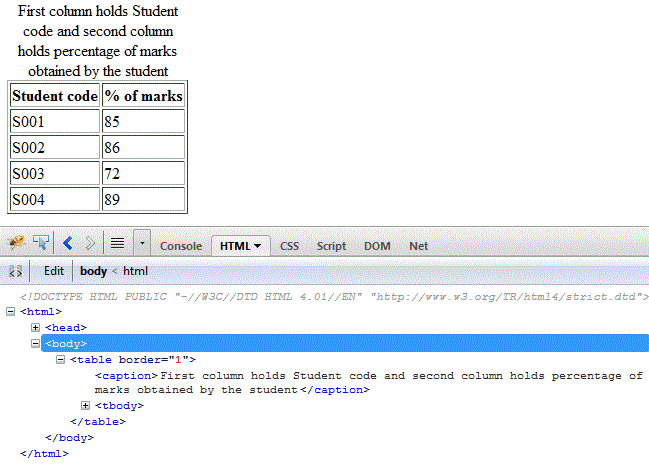 First column holds Student
code and second column
holds percentage of marks
obtained by the student
Student code % of marks
S001 85
S002 86
S003 72
S004 89
Console HTML CSS Script DOM Net
Edit body < html
<!DOCTYPE HTML PUBLIC "-//W3C//DTD HTML 4.01//EN" "http://www.w3.org/TR/html4/strict.dtd">
<html>
<head>
<body>
<table border="1">
<caption>First column holds Student code and second column holds percentage of
marks obtained by the student</caption>
<tbody>
</table>
</body>
</html>